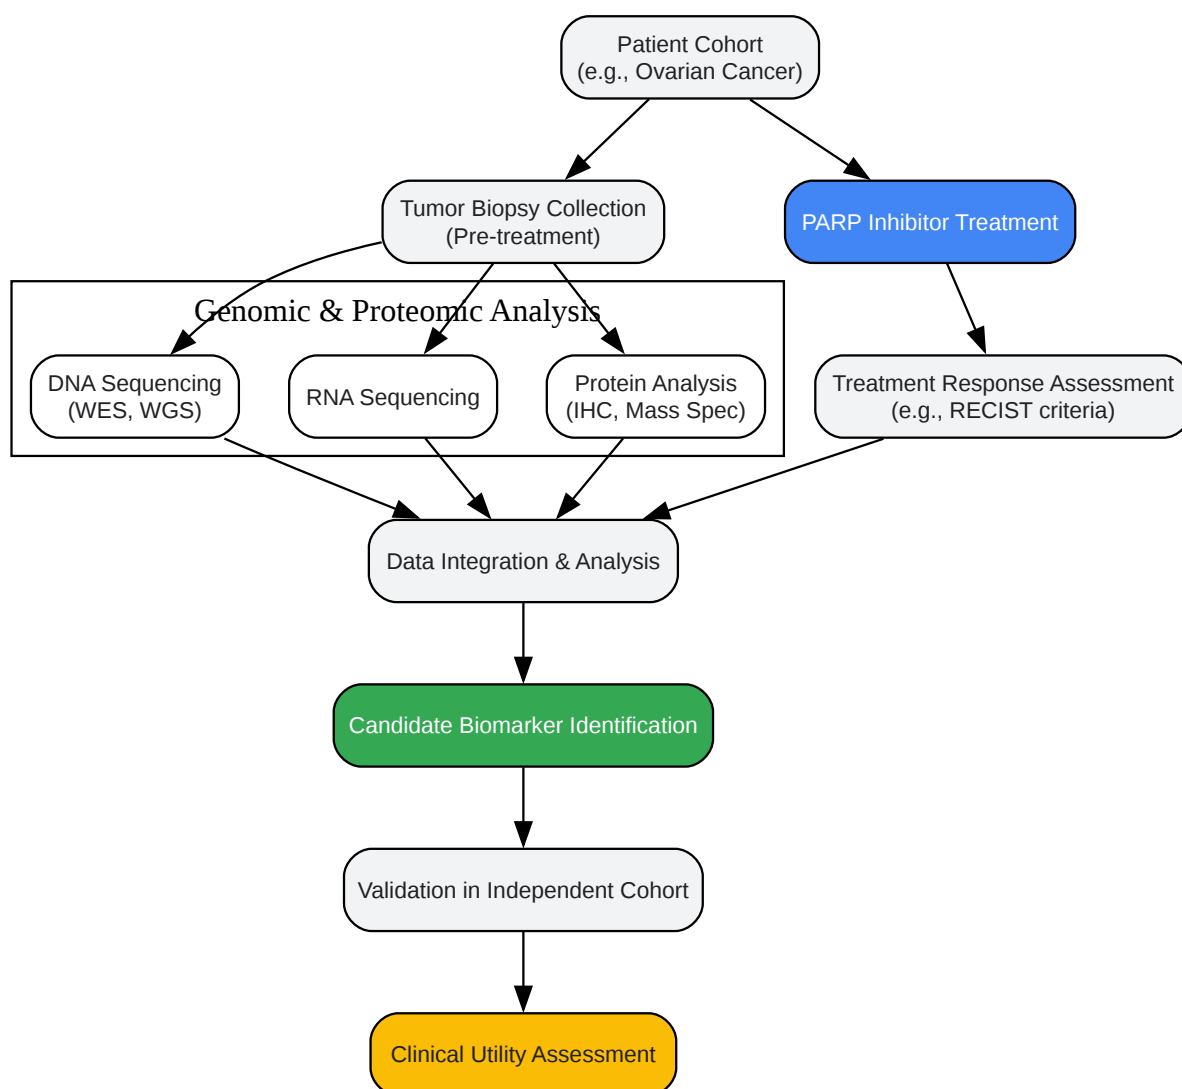 Patient Cohort
(e.g., Ovarian Cancer)
Tumor Biopsy Collection
(Pre-treatment)
PARP Inhibitor Treatment
Genomic & Proteomic Analysis
DNA Sequencing
(WES, WGS)
RNA Sequencing
Protein Analysis
(IHC, Mass Spec)
Treatment Response Assessment
(e.g., RECIST criteria)
Data Integration & Analysis
Candidate Biomarker Identification
Validation in Independent Cohort
Clinical Utility Assessment